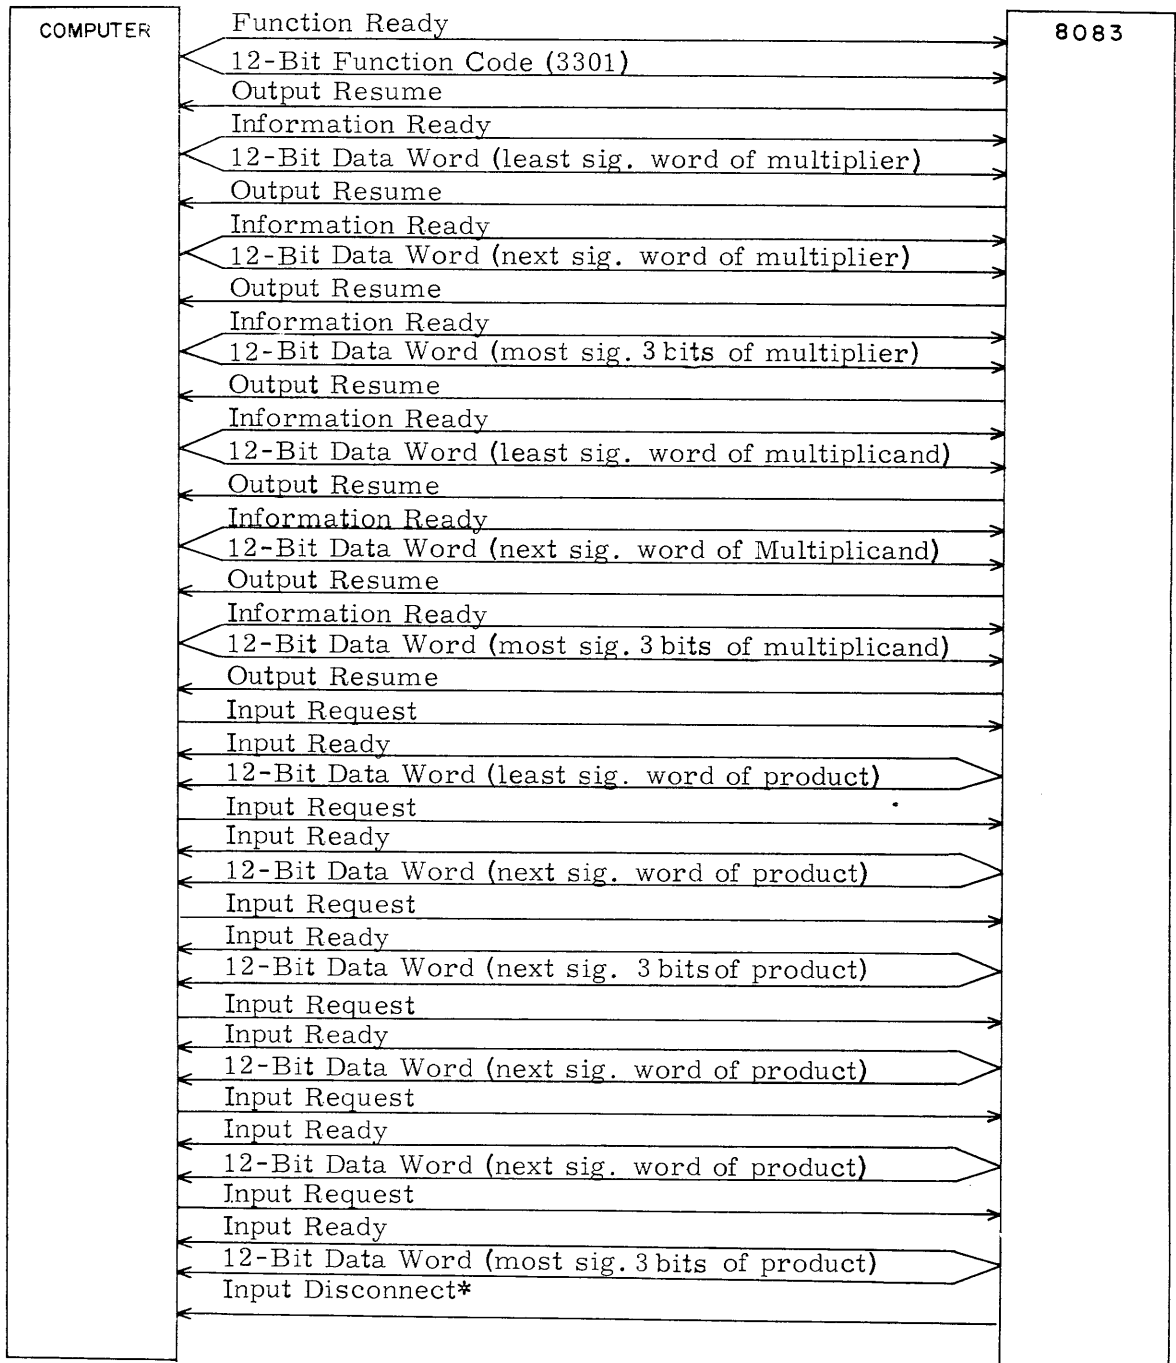 COMPUTER
8083
Function Ready
12-Bit Function Code (3301)
Output Resume
Information Ready
12-Bit Data Word (least sig. word of multiplier)
Output Resume
Information Ready
12-Bit Data Word (next sig. word of multiplier)
Output Resume
Information Ready
12-Bit Data Word (most sig. 3 bits of multiplier)
Output Resume
Information Ready
12-Bit Data Word (least sig. word of multiplicand)
Output Resume
Information Ready
12-Bit Data Word (next sig. word of Multiplicand)
Output Resume
Information Ready
12-Bit Data Word (most sig. 3 bits of multiplicand)
Output Resume
Input Request
Input Ready
12-Bit Data Word (least sig. word of product)
Input Request
Input Ready
12-Bit Data Word (next sig. word of product)
Input Request
Input Ready
12-Bit Data Word (next sig. 3 bits of product)
Input Request
Input Ready
12-Bit Data Word (next sig. word of product)
Input Request
Input Ready
12-Bit Data Word (next sig. word of product)
Input Request
Input Ready
12-Bit Data Word (most sig. 3 bits of product)
Input Disconnect*